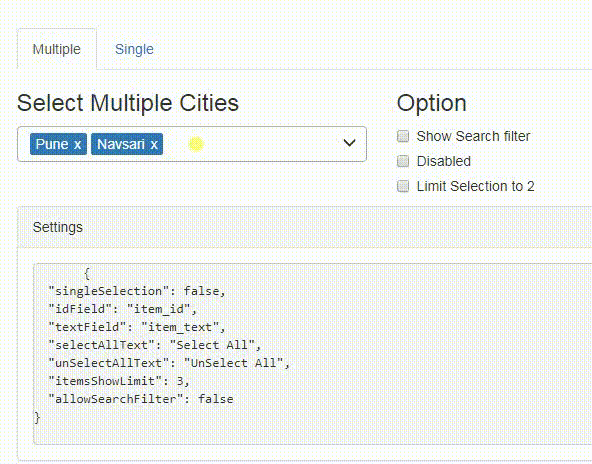 Multiple Single
Select Multiple Cities
Pune x Navsari x
Option
Show Search filter
Disabled
Limit Selection to 2
Settings
{
"singleSelection": false,
"idField": "item_id",
"textField": "item_text",
"selectAllText": "Select All",
"unSelectAllText": "UnSelect All",
"itemsShowLimit": 3,
"allowSearchFilter": false
}